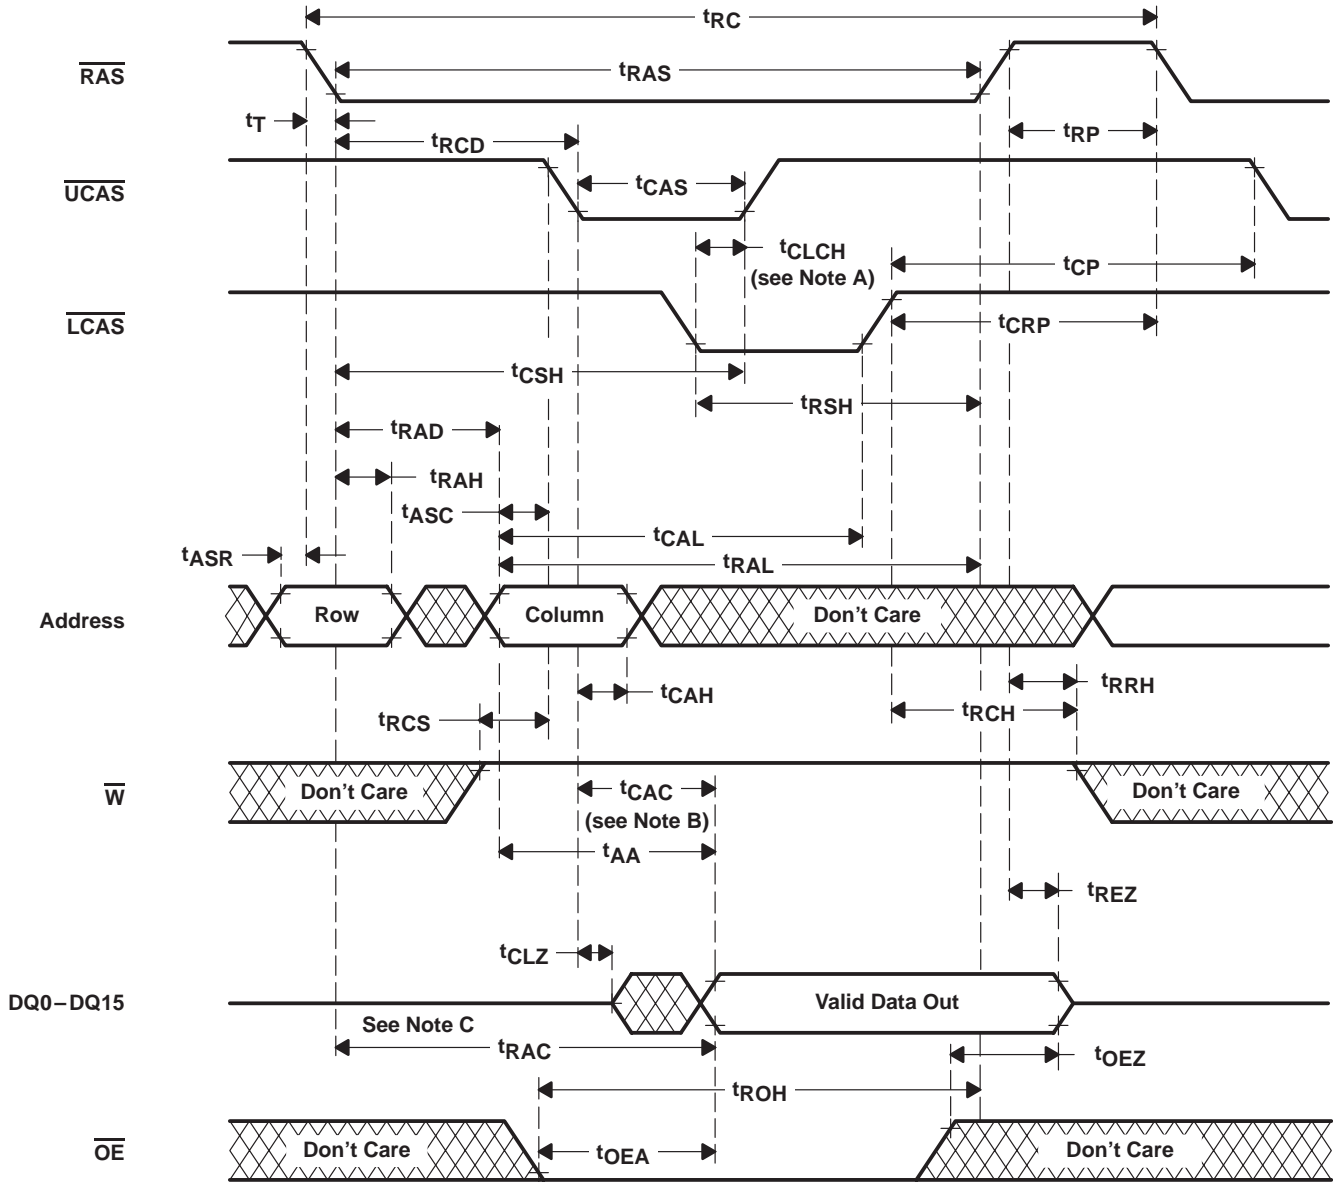 tRC
RAS
tRAS
tT
tRCD
tRP
UCAS
tCAS
tCLCH
(see Note A)
tCP
LCAS
tCRP
tCSH
tRSH
tRAD
tRAH
tASC
tCAL
tASR
tRAL
Address
Row
Column
Don't Care
tRRH
tCAH
tRCH
tRCS
W
Don't Care
tCAC
Don't Care
(see Note B)
tAA
tREZ
tCLZ
DQ0–DQ15
Valid Data Out
See Note C
tRAC
tOEZ
tROH
OE
Don't Care
tOEA
Don't Care